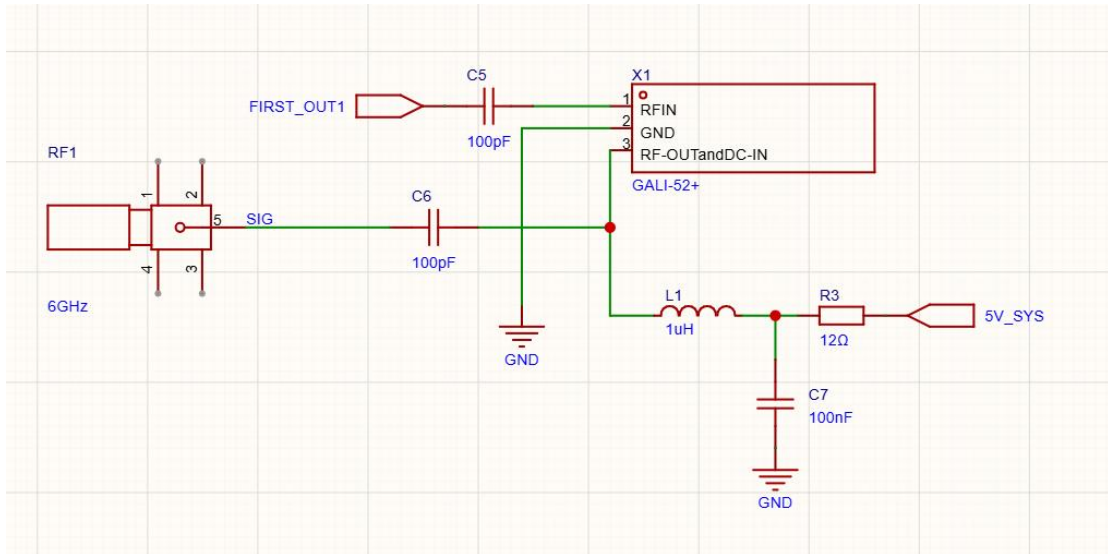 C5
FIRST_OUT1
100pF
X1
1
RFIN
2
GND
3
RF-OUTandDC-IN
GALI-52+
RF1
1
2
5
SIG
4
3
6GHz
C6
100pF
GND
L1
1uH
R3
12Ω
5V_SYS
C7
100nF
GND